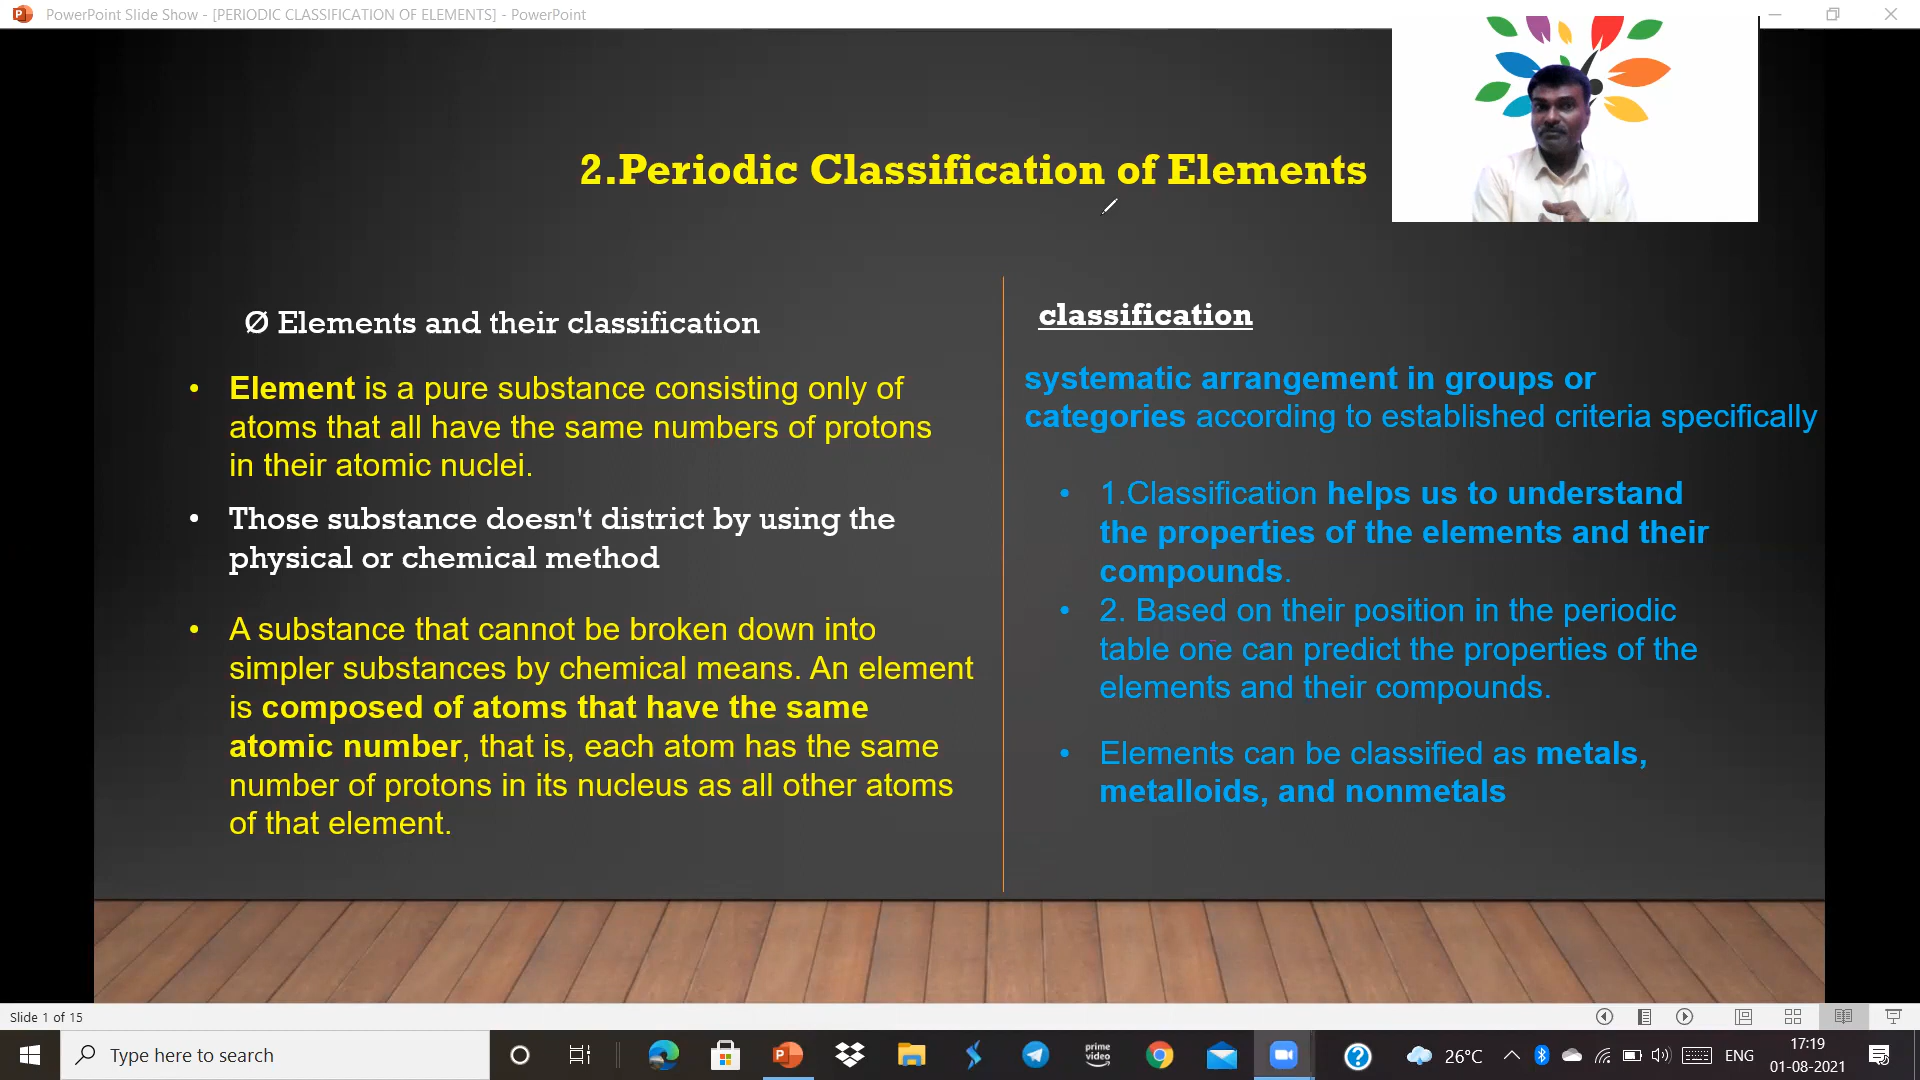 PowerPoint Slide Show - [PERIODIC CLASSIFICATION OF ELEMENTS] - PowerPoint
2.Periodic Classification of Elements
Ø Elements and their classification
• Element is a pure substance consisting only of
atoms that all have the same numbers of protons
in their atomic nuclei.
• Those substance doesn't district by using the
physical or chemical method
• A substance that cannot be broken down into
simpler substances by chemical means. An element
is composed of atoms that have the same
atomic number, that is, each atom has the same
number of protons in its nucleus as all other atoms
of that element.
classification
systematic arrangement in groups or
categories according to established criteria specifically
• 1.Classification helps us to understand
the properties of the elements and their
compounds.
• 2. Based on their position in the periodic
table one can predict the properties of the
elements and their compounds.
• Elements can be classified as metals,
metalloids, and nonmetals
Slide 1 of 15
Type here to search
prime
video
26°C
ENG
17:19
01-08-2021